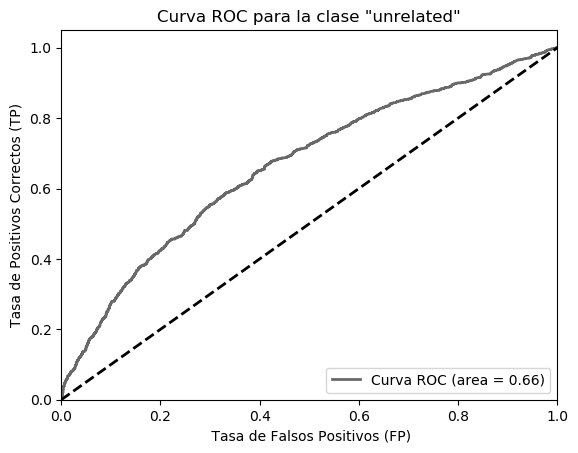 Curva ROC para la clase "unrelated"
Tasa de Positivos Correctos (TP)
1.0
0.8
0.6
0.4
0.2
0.0
Curva ROC (area = 0.66)
0.0 0.2 0.4 0.6 0.8 1.0
Tasa de Falsos Positivos (FP)